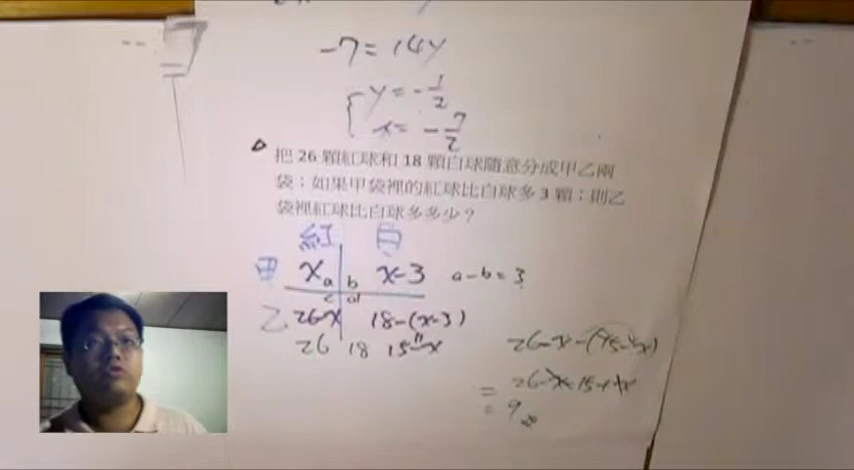 -7 = 14y
y = -1/2
x = -7/2
把 26 顆紅球和 18 顆白球隨意分成甲乙兩
袋；如果甲袋裡的紅球比白球多 3 顆；則乙
袋裡紅球比白球多多少？
紅 白
甲 x a b x-3 a-b=3
c d
乙 26-x 18-(x-3)
26 18
26-x-(
= 26-x-15+x
= 9